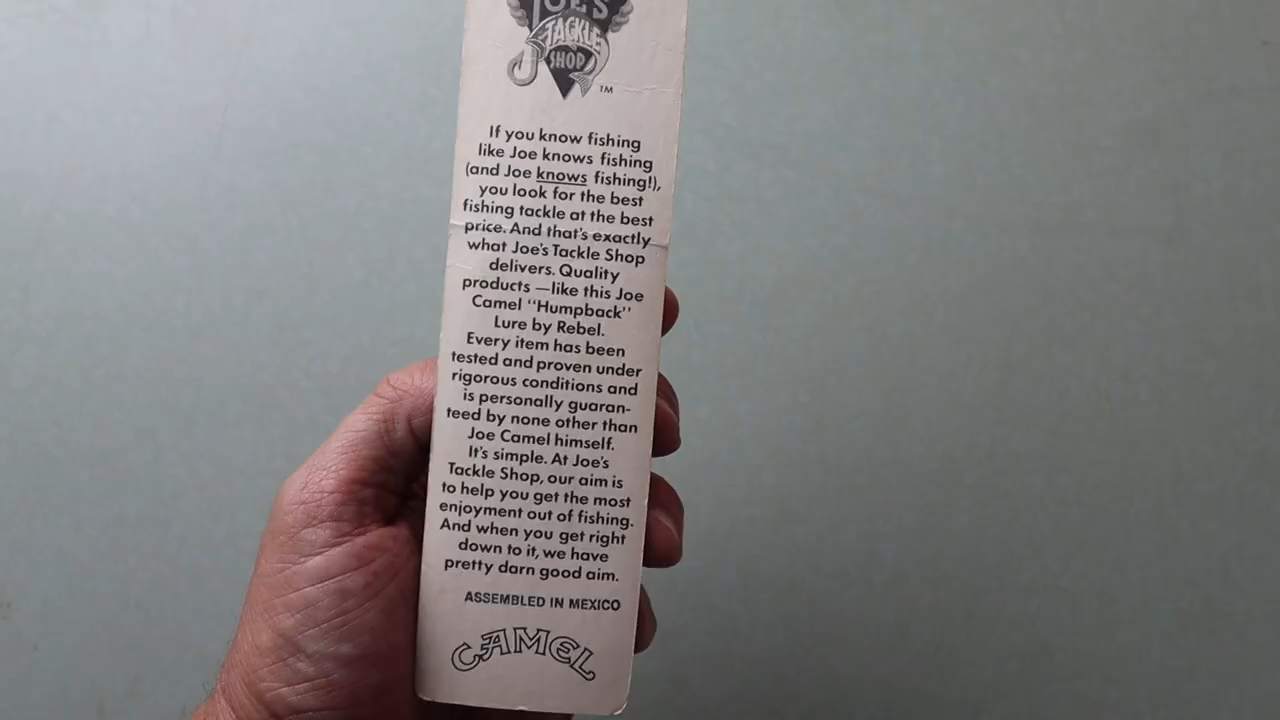 JOE'S
TACKLE
SHOP
TM
If you know fishing
like Joe knows fishing
(and Joe knows fishing!),
you look for the best
fishing tackle at the best
price. And that's exactly
what Joe's Tackle Shop
delivers. Quality
products —like this Joe
Camel "Humpback"
Lure by Rebel.
Every item has been
tested and proven under
rigorous conditions and
is personally guaran-
teed by none other than
Joe Camel himself.
It's simple. At Joe's
Tackle Shop, our aim is
to help you get the most
enjoyment out of fishing.
And when you get right
down to it, we have
pretty darn good aim.
ASSEMBLED IN MEXICO
CAMEL